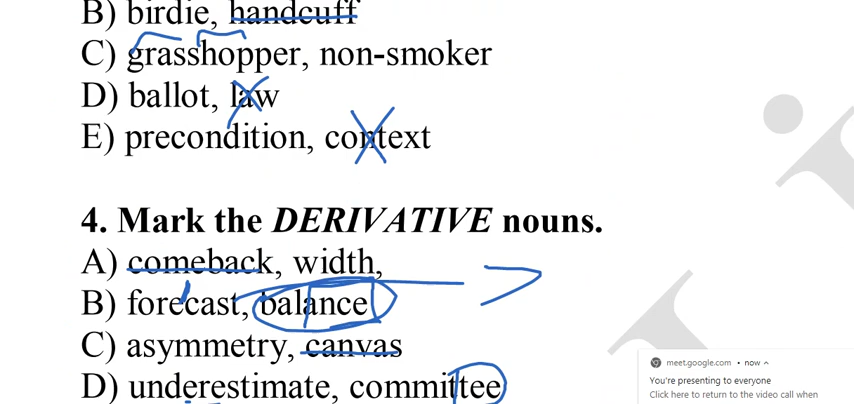 B) birdie, handcuff
C) grasshopper, non-smoker
D) ballot, law
E) precondition, context
4. Mark the DERIVATIVE nouns.
A) comeback, width,
B) forecast, balance
C) asymmetry, canvas
D) underestimate, committee
meet.google.com • now
You're presenting to everyone
Click here to return to the video call when